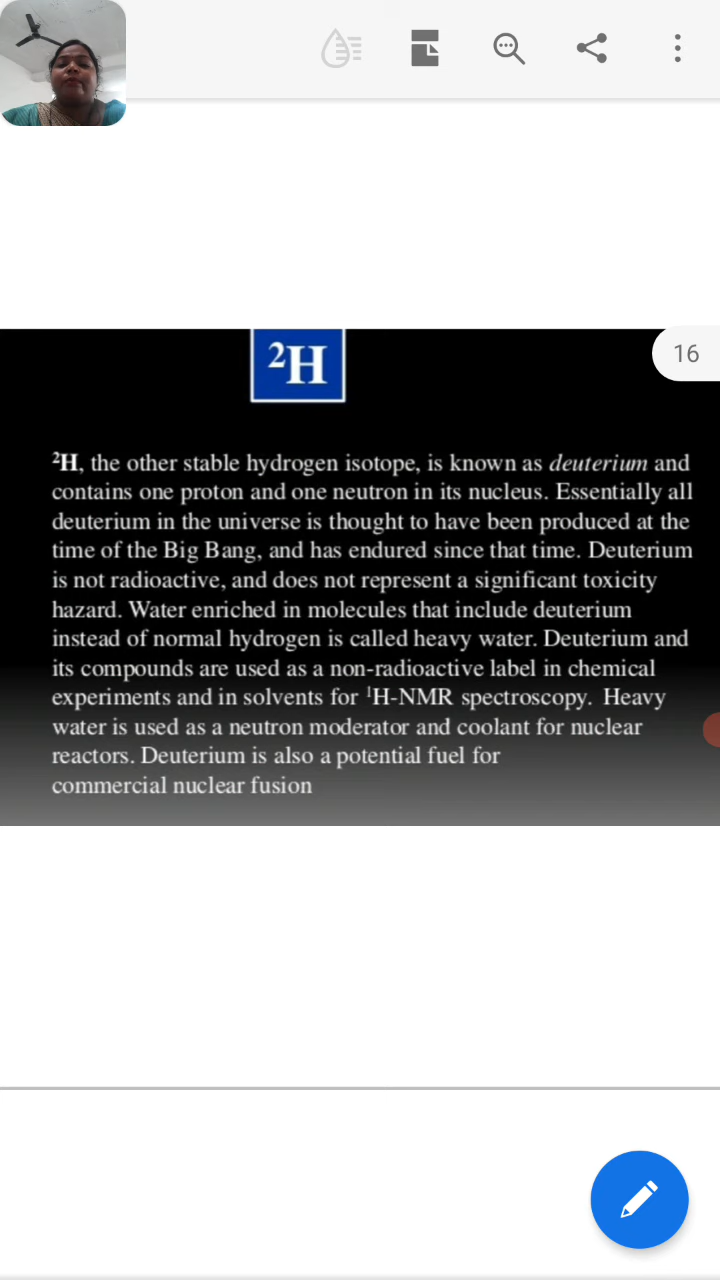 ²H
16
²H, the other stable hydrogen isotope, is known as deuterium and
contains one proton and one neutron in its nucleus. Essentially all
deuterium in the universe is thought to have been produced at the
time of the Big Bang, and has endured since that time. Deuterium
is not radioactive, and does not represent a significant toxicity
hazard. Water enriched in molecules that include deuterium
instead of normal hydrogen is called heavy water. Deuterium and
its compounds are used as a non-radioactive label in chemical
experiments and in solvents for ¹H-NMR spectroscopy. Heavy
water is used as a neutron moderator and coolant for nuclear
reactors. Deuterium is also a potential fuel for
commercial nuclear fusion